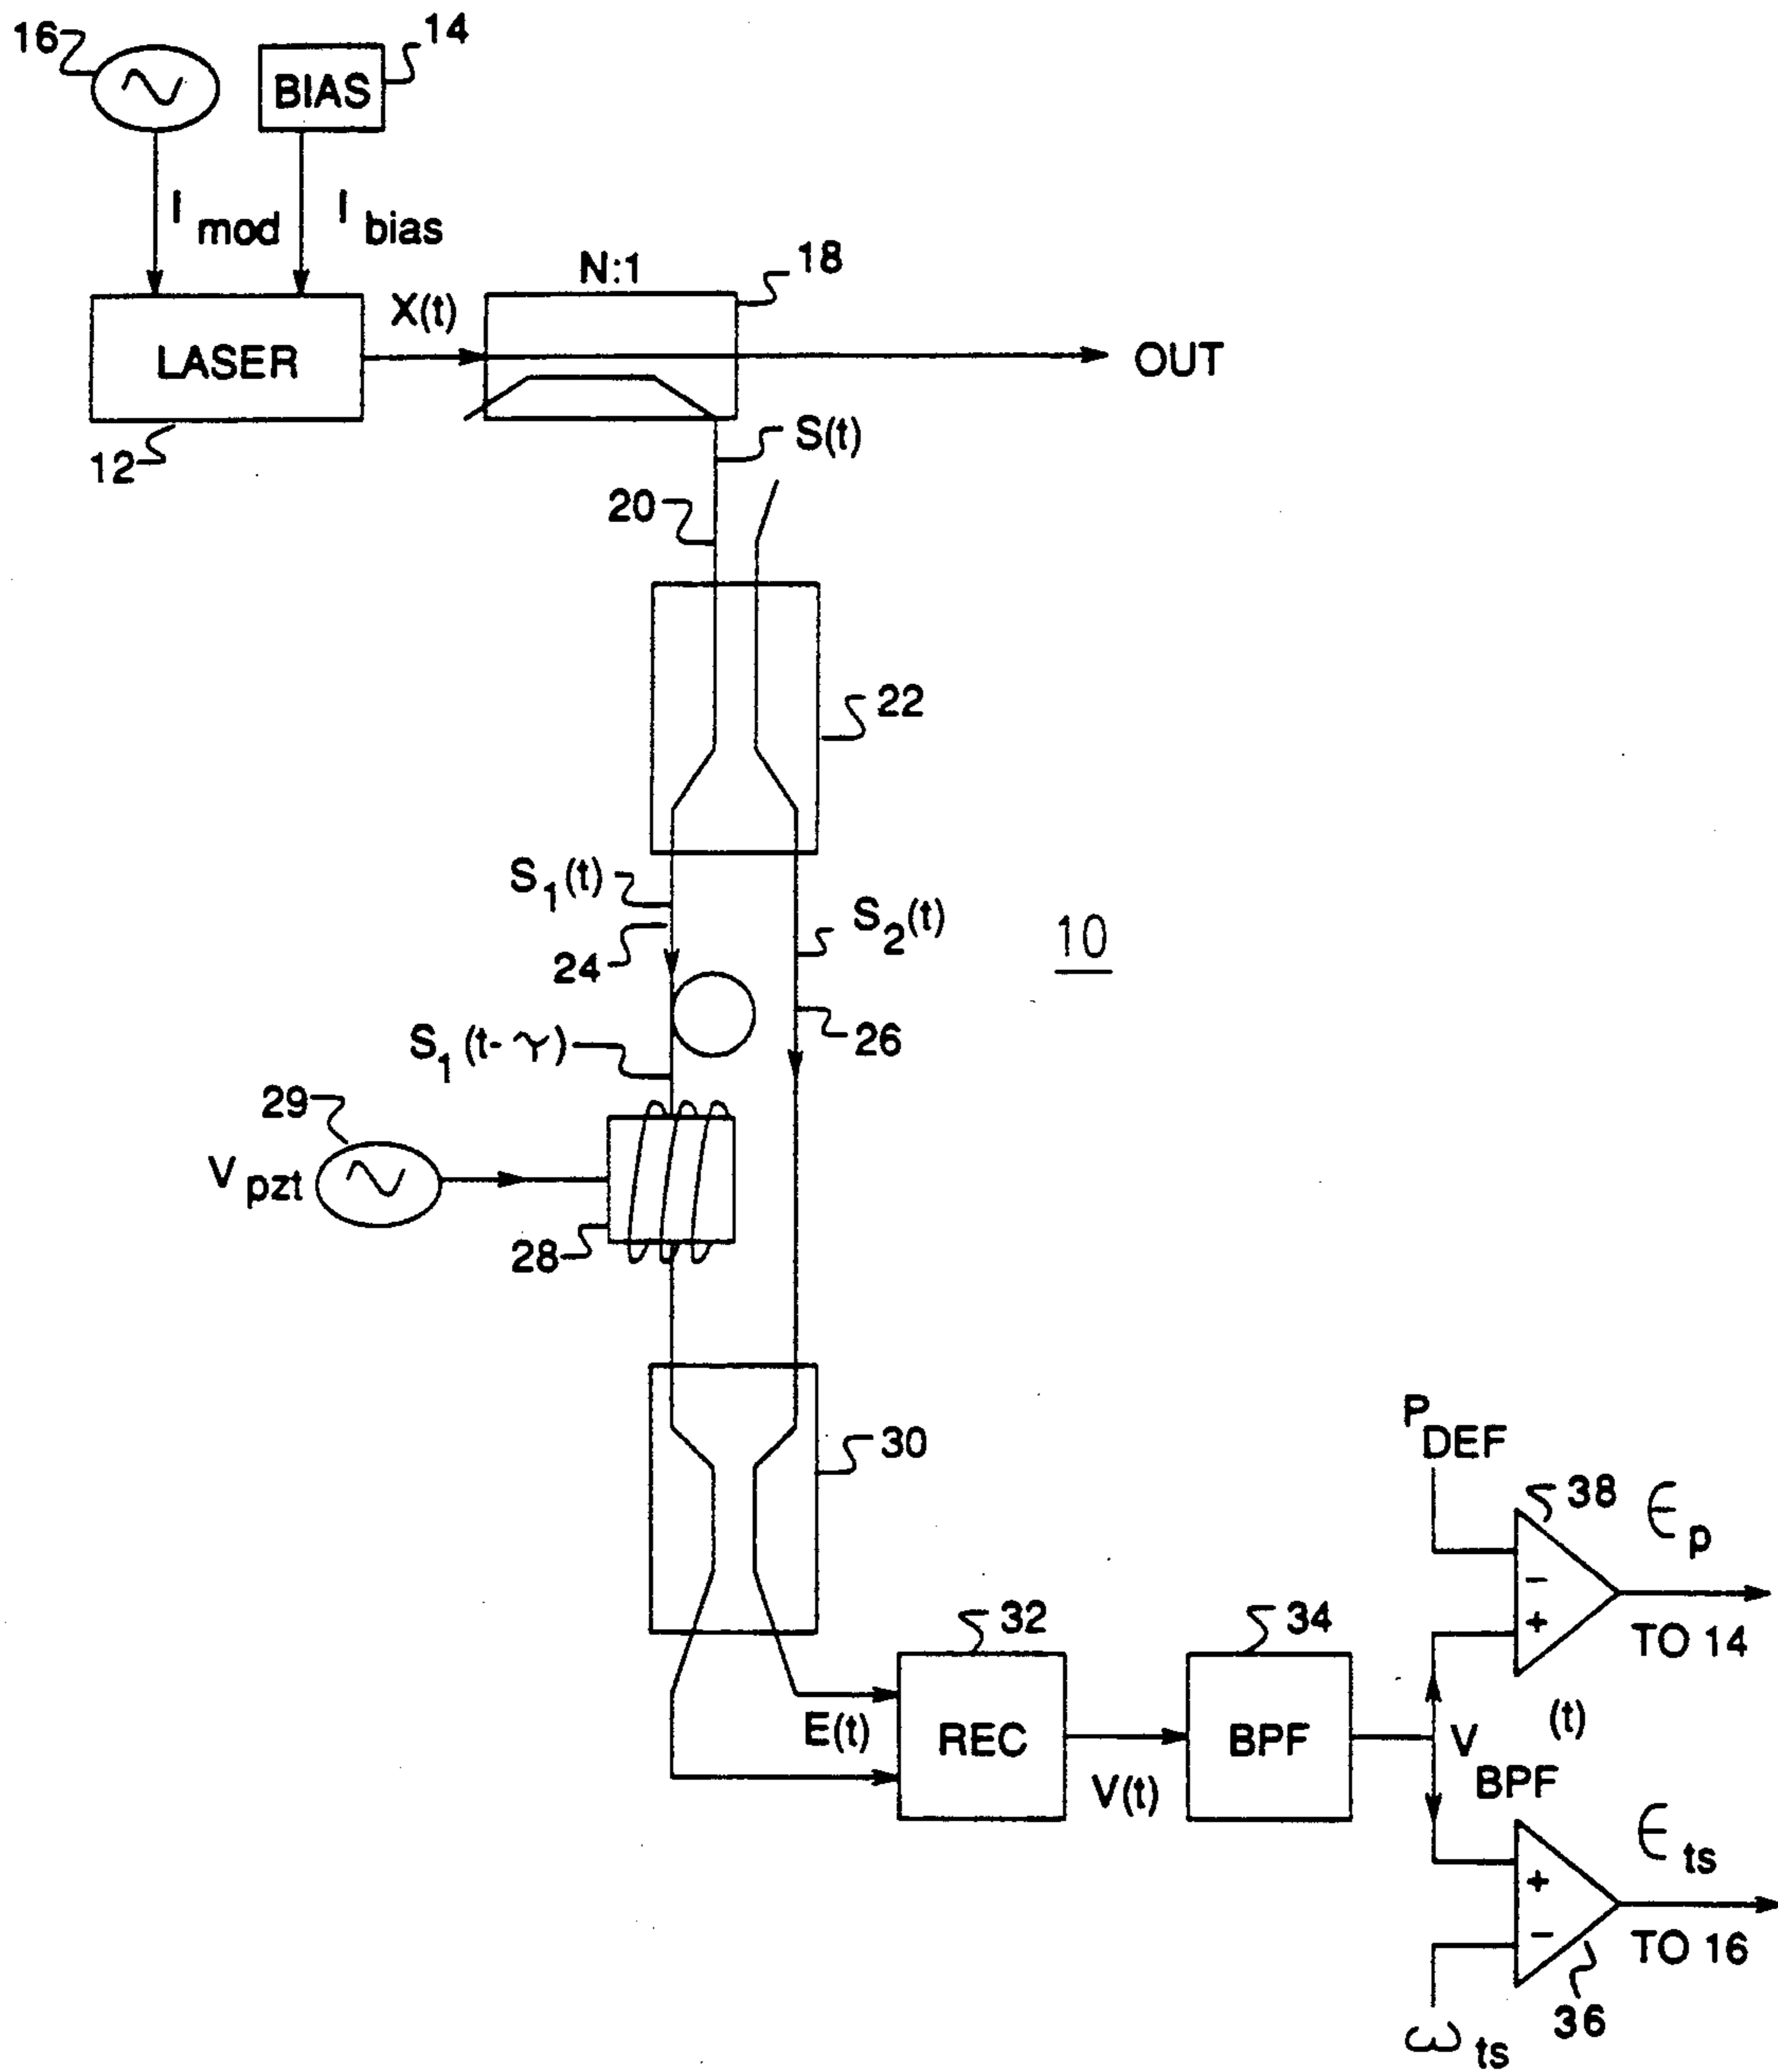 16
14
BIAS
I mod
I bias
N:1
18
X(t)
LASER
OUT
12
S(t)
20
22
S1(t)
S2(t)
24
10
26
S1(t-τ)
29
Vpzt
28
30
PDEF
38
ϵp
32
34
TO 14
E(t)
REC
BPF
V BPF (t)
V(t)
ϵts
+
-
-
+
TO 16
36
ωts